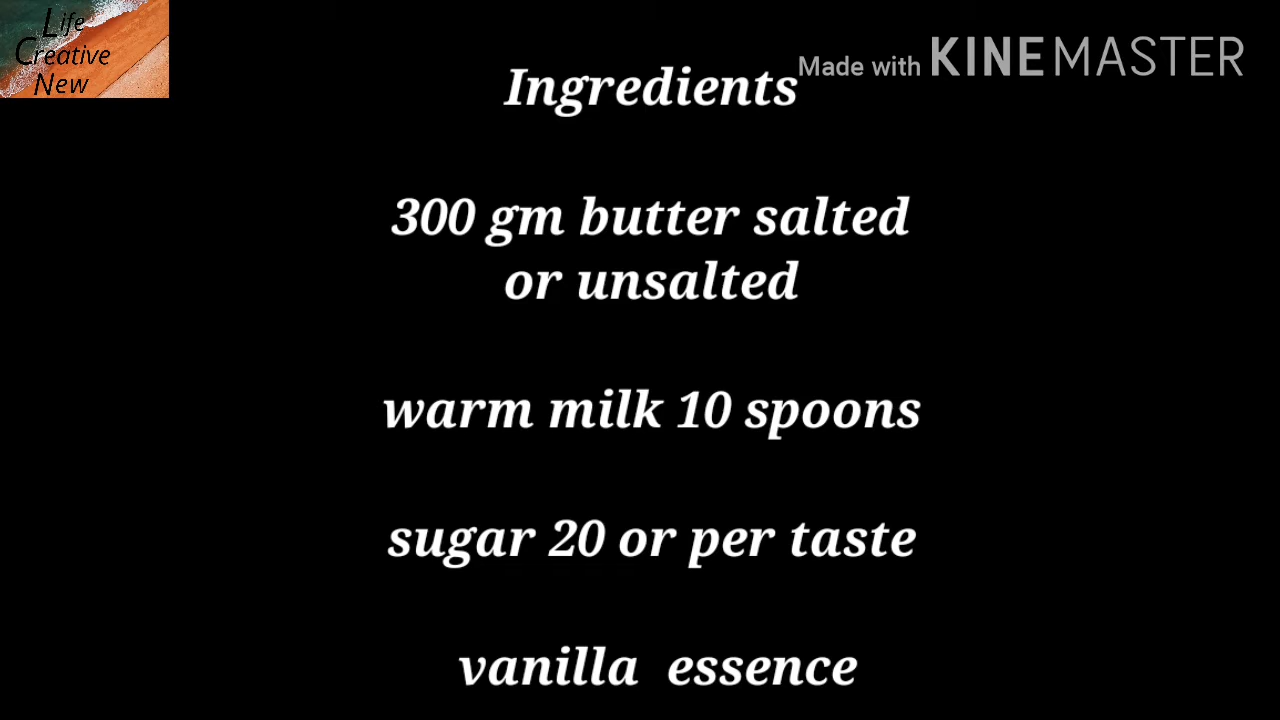 Life
Creative
New
Made with KINEMASTER
Ingredients
300 gm butter salted
or unsalted
warm milk 10 spoons
sugar 20 or per taste
vanilla essence